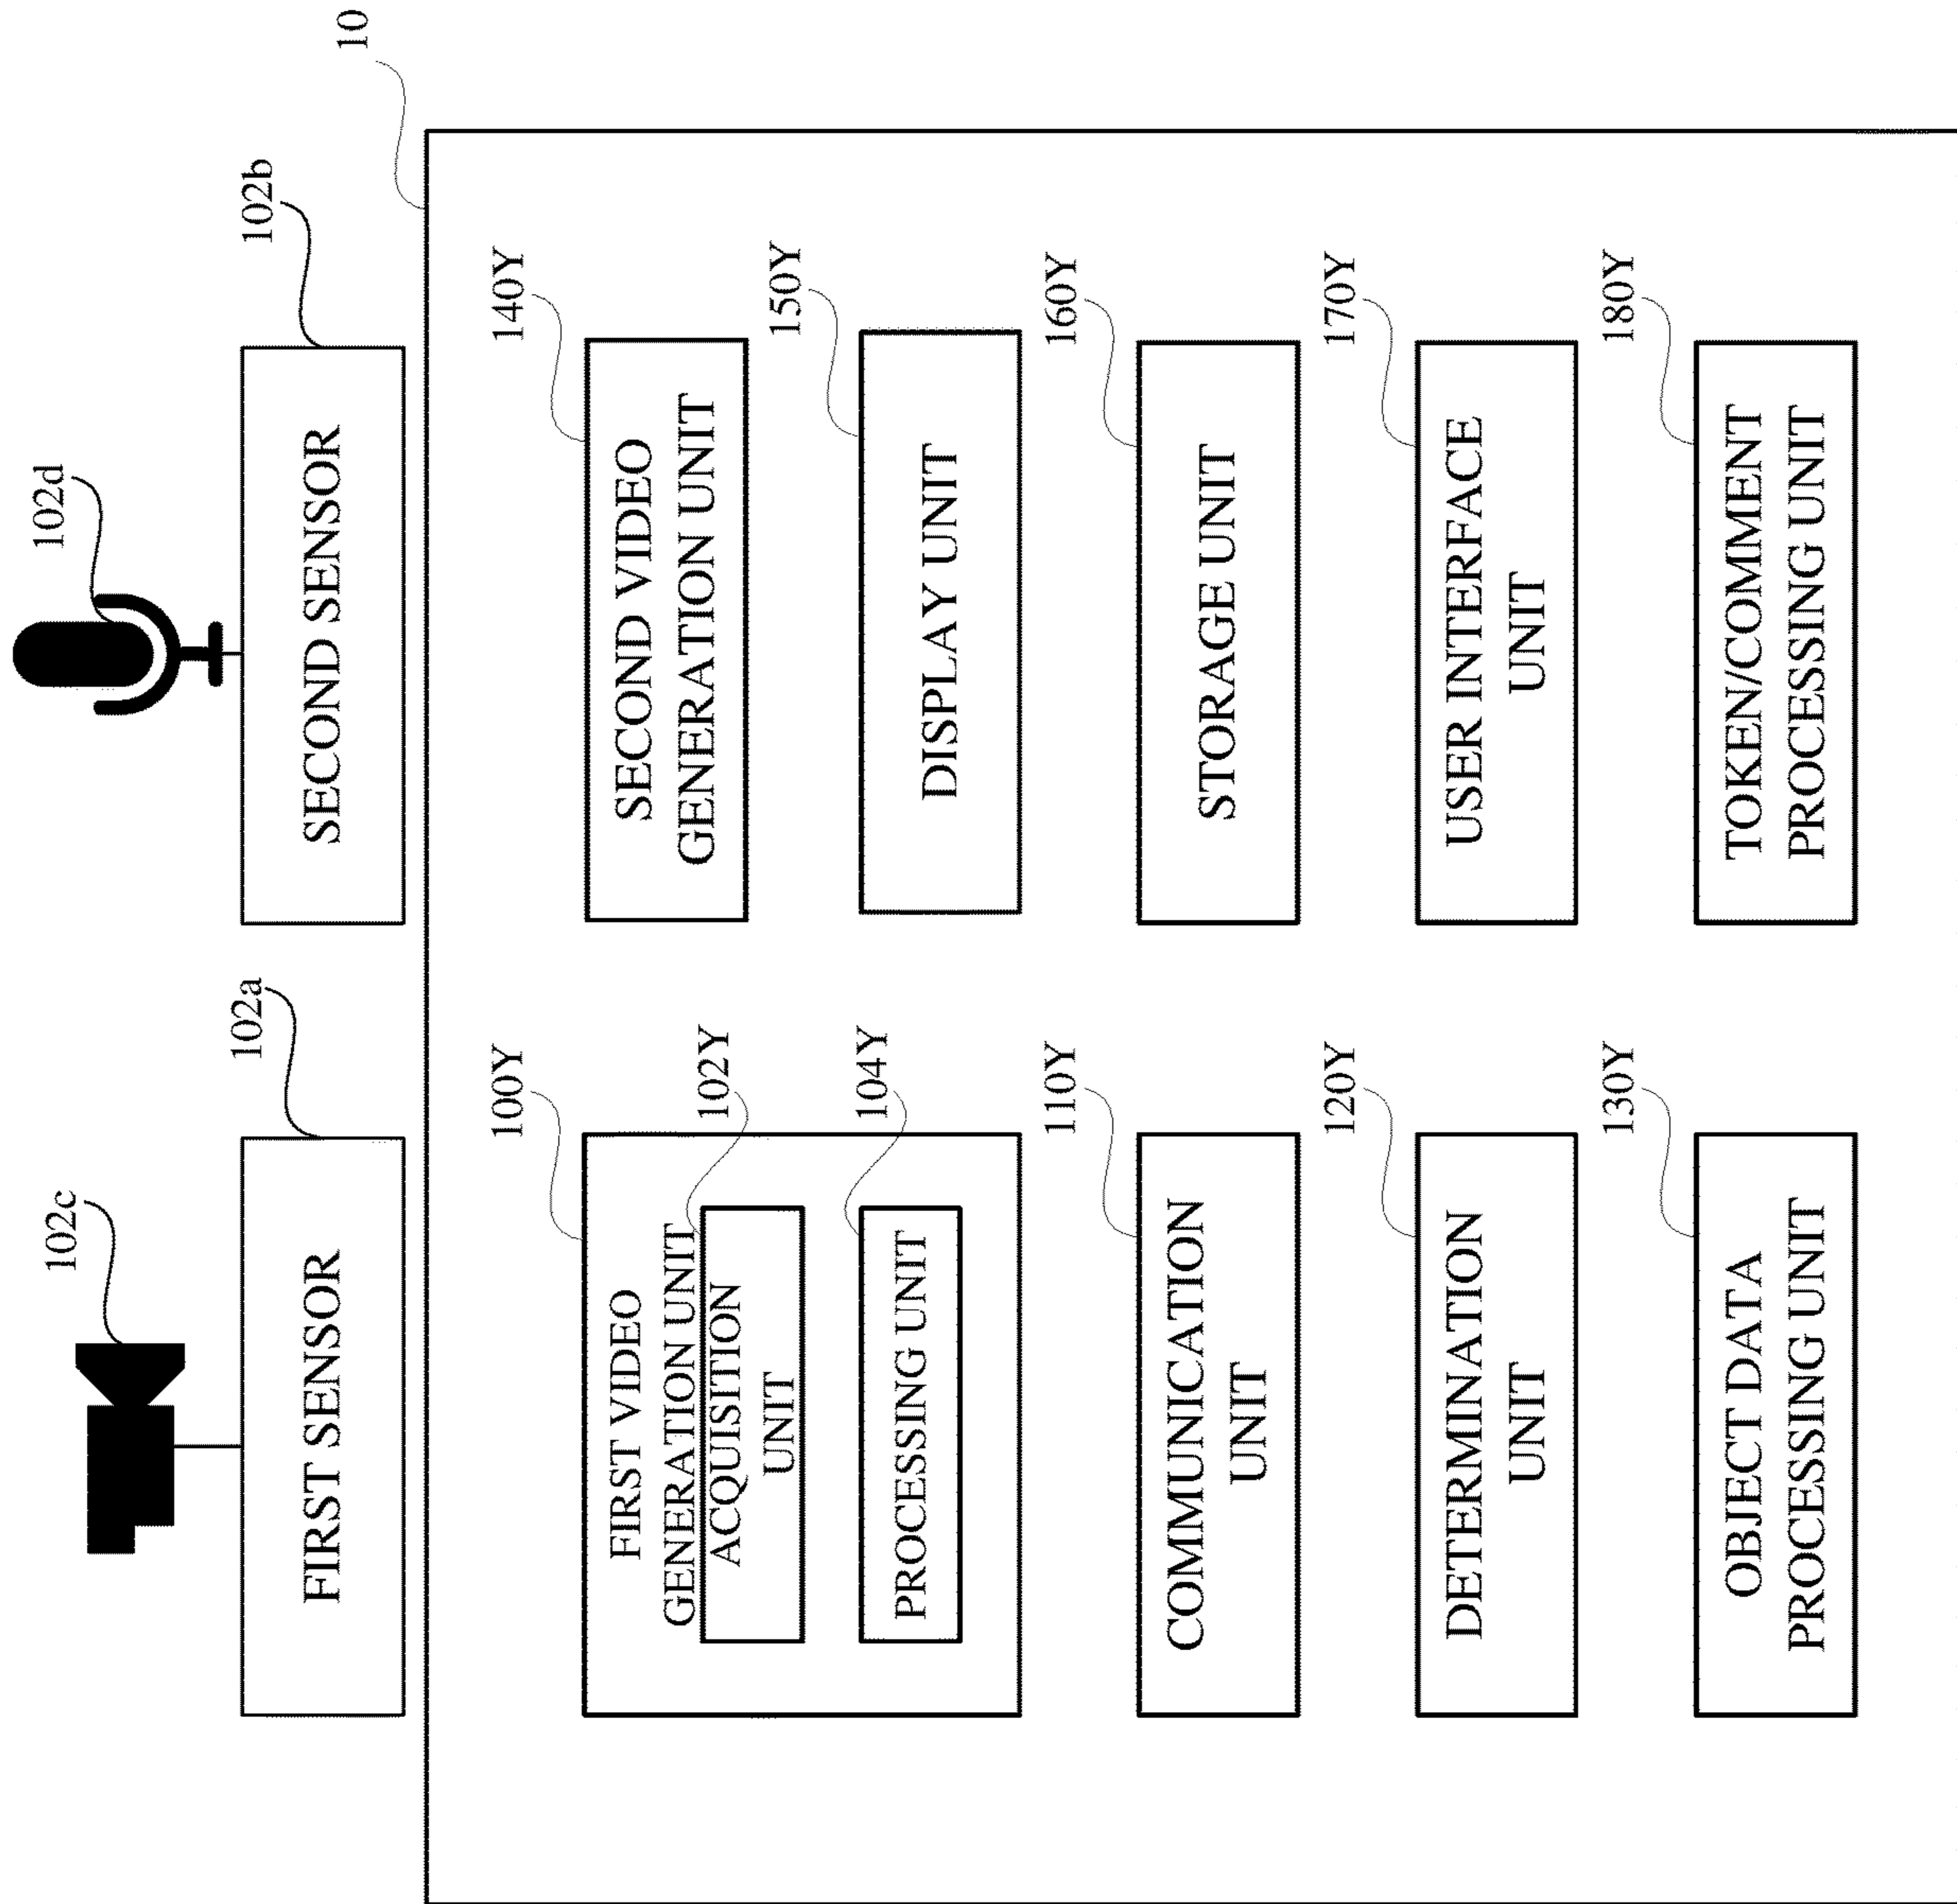 102c
102d
FIRST SENSOR
102a
SECOND SENSOR
102b
10
100Y
FIRST VIDEO
GENERATION UNIT
102Y
ACQUISITION
UNIT
104Y
PROCESSING UNIT
110Y
COMMUNICATION
UNIT
120Y
DETERMINATION
UNIT
130Y
OBJECT DATA
PROCESSING UNIT
140Y
SECOND VIDEO
GENERATION UNIT
150Y
DISPLAY UNIT
160Y
STORAGE UNIT
170Y
USER INTERFACE
UNIT
180Y
TOKEN/COMMENT
PROCESSING UNIT